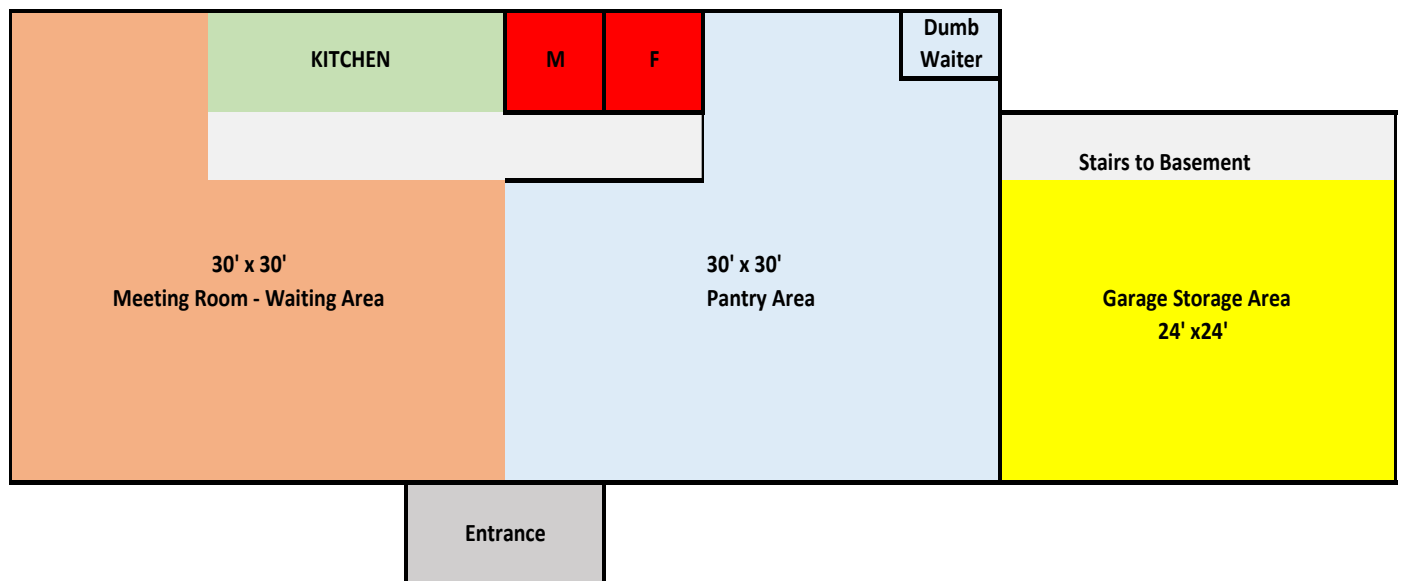 KITCHEN
M
F
Dumb
Waiter
Stairs to Basement
30' x 30'
Meeting Room - Waiting Area
30' x 30'
Pantry Area
Garage Storage Area
24' x24'
Entrance